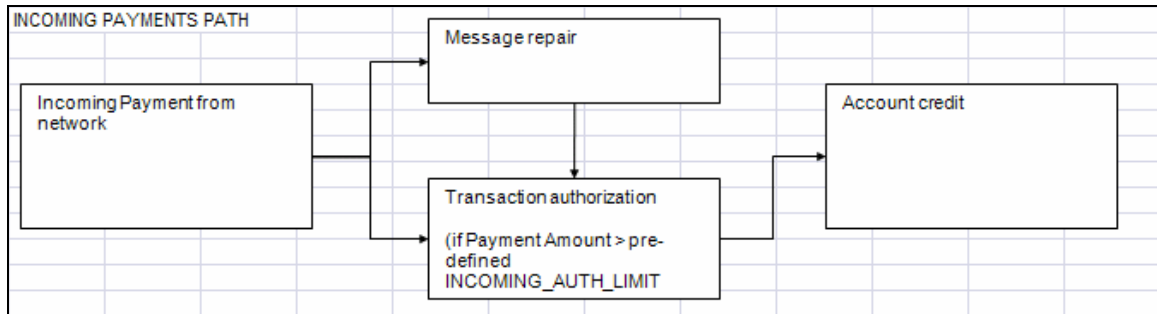 INCOMING PAYMENTS PATH
Message repair
Incoming Payment from
network
Account credit
Transaction authorization
(if Payment Amount > pre-
defined
INCOMING_AUTH_LIMIT